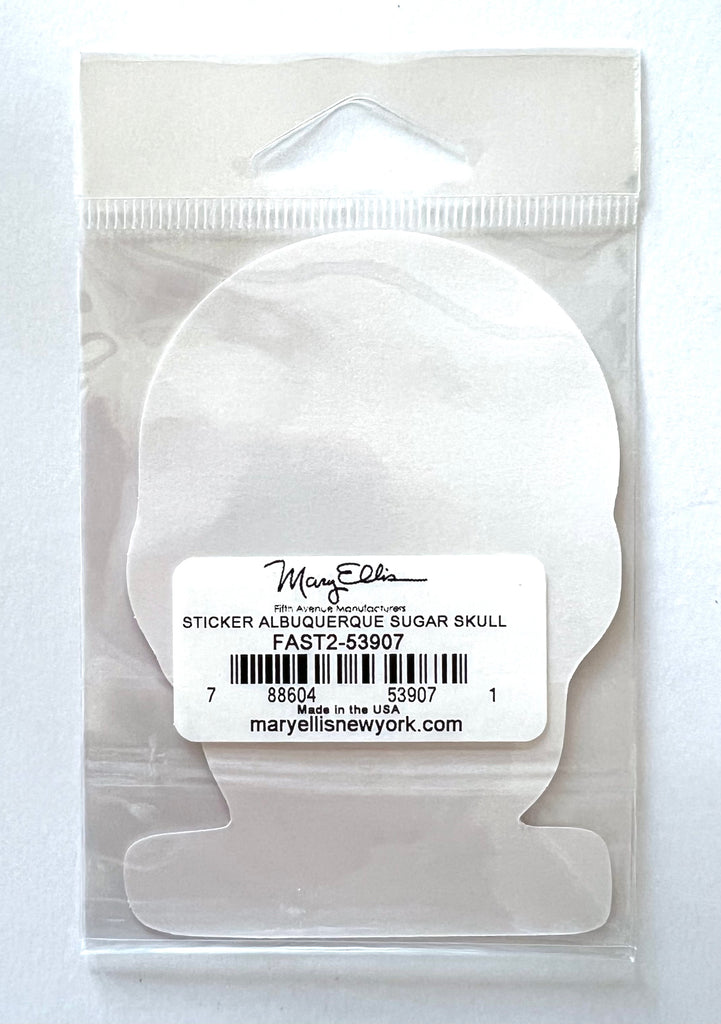 Mary Ellis
Fifth Avenue Manufacturers
STICKER ALBUQUERQUE SUGAR SKULL
FAST2-53907
7 88604 53907 1
Made in the USA
maryellisnewyork.com